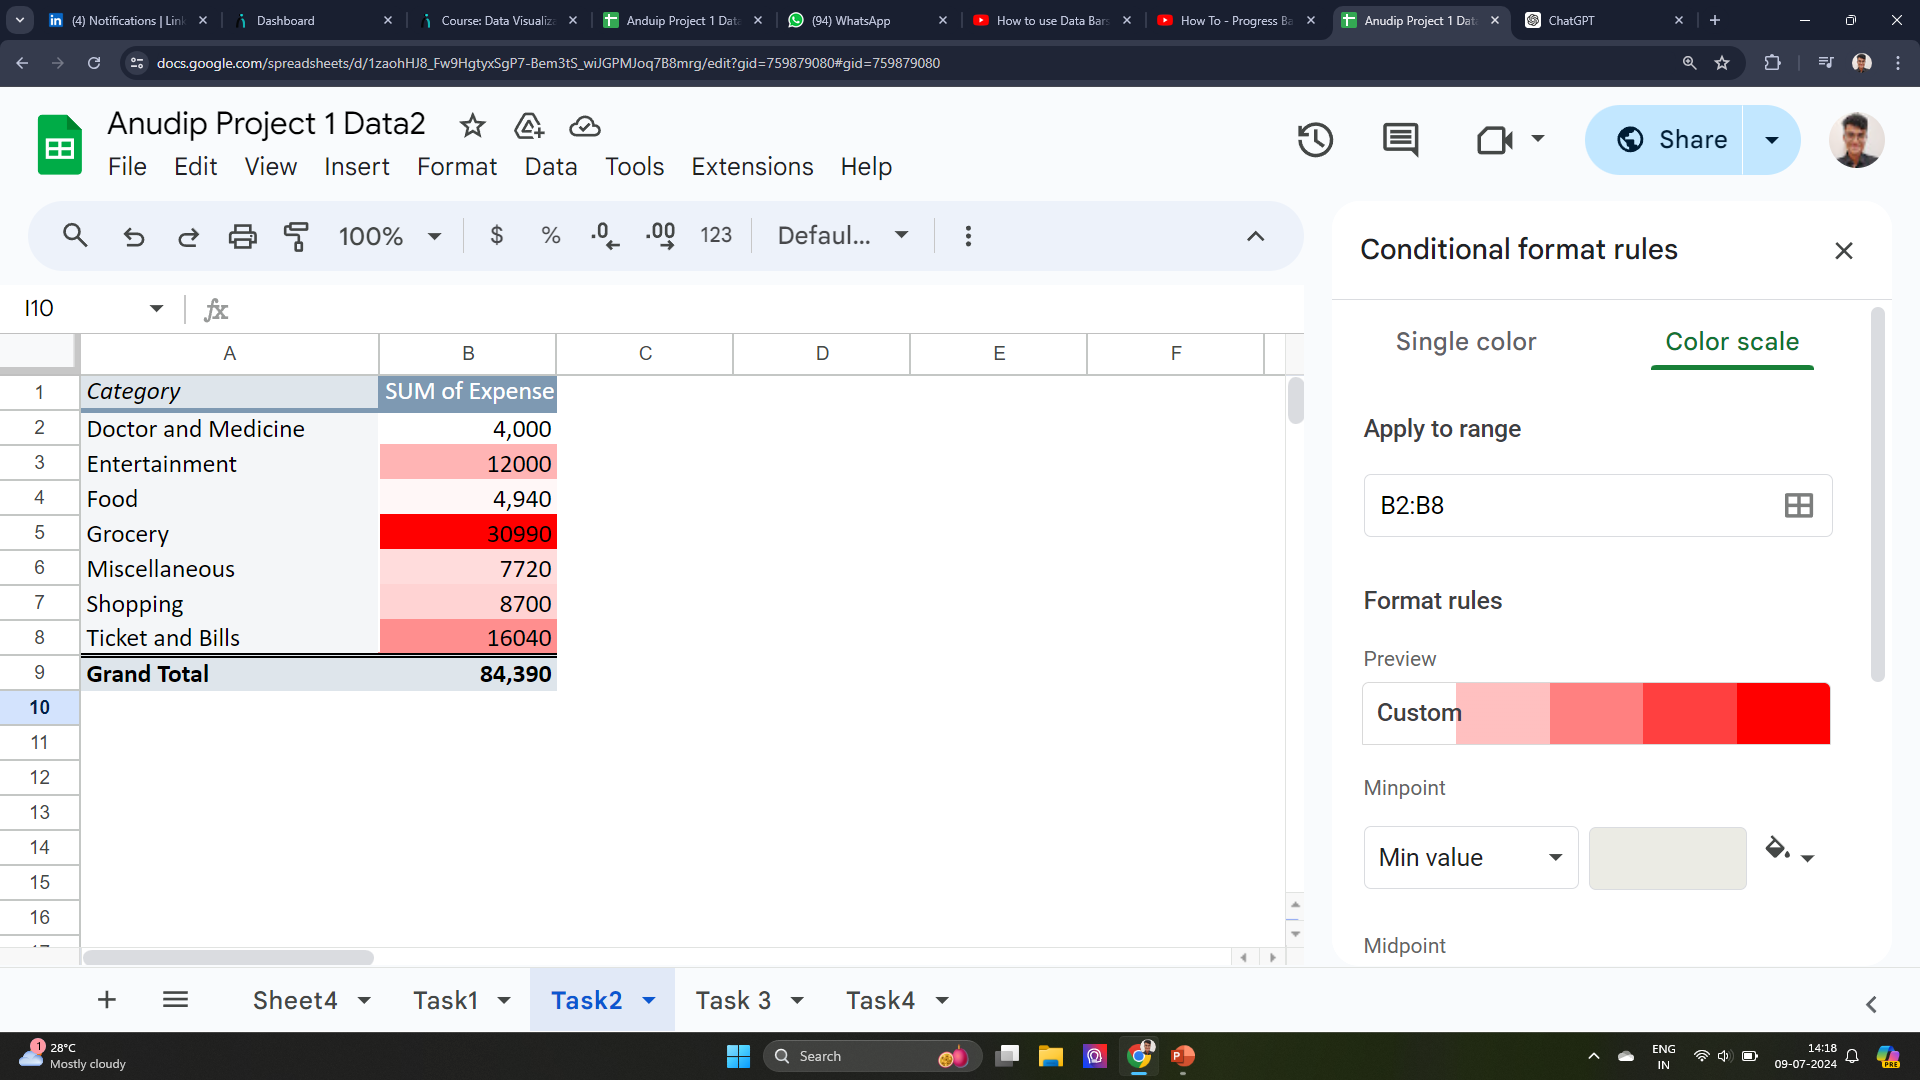 (4) Notifications | Link
Dashboard
Course: Data Visualiza
Anduip Project 1 Data
(94) WhatsApp
How to use Data Bars
How To - Progress Ba
Anudip Project 1 Data
ChatGPT
docs.google.com/spreadsheets/d/1zaohHJ8_Fw9HgtyxSgP7-Bem3tS_wiJGPMJoq7B8mrg/edit?gid=759879080#gid=759879080
Anudip Project 1 Data2
Share
File Edit View Insert Format Data Tools Extensions Help
100% $ % .0 .00 123 Defaul...
I10 fx
A B C D E F
1 Category SUM of Expense
2 Doctor and Medicine 4,000
3 Entertainment 12000
4 Food 4,940
5 Grocery 30990
6 Miscellaneous 7720
7 Shopping 8700
8 Ticket and Bills 16040
9 Grand Total 84,390
10
11
12
13
14
15
16
Conditional format rules
Single color Color scale
Apply to range
B2:B8
Format rules
Preview
Custom
Minpoint
Min value
Midpoint
Sheet4 Task1 Task2 Task 3 Task4
1
28°C
Mostly cloudy
Search
ENG
IN
14:18
09-07-2024
PRE